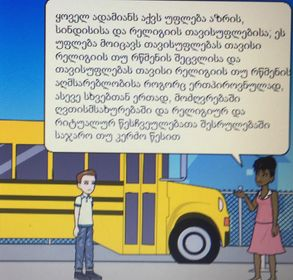 ყოველ ადამიანს აქვს უფლება აზრის,
სინდისისა და რელიგიის თავისუფლებისა; ეს
უფლება მოიცავს თავისუფლებას თავისი
რელიგიის თუ რწმენის შეცვლისა და
თავისუფლებას თავისი რელიგიის თუ რწმენის
აღმსარებლობისა როგორც ერთპიროვნულად,
ასევე სხვებთან ერთად, მოძღვრებაში
ღვთისმსახურებაში და რელიგიურ და
რიტუალურ წესჩვეულებათა შესრულებაში
საჯარო თუ კერძო წესით